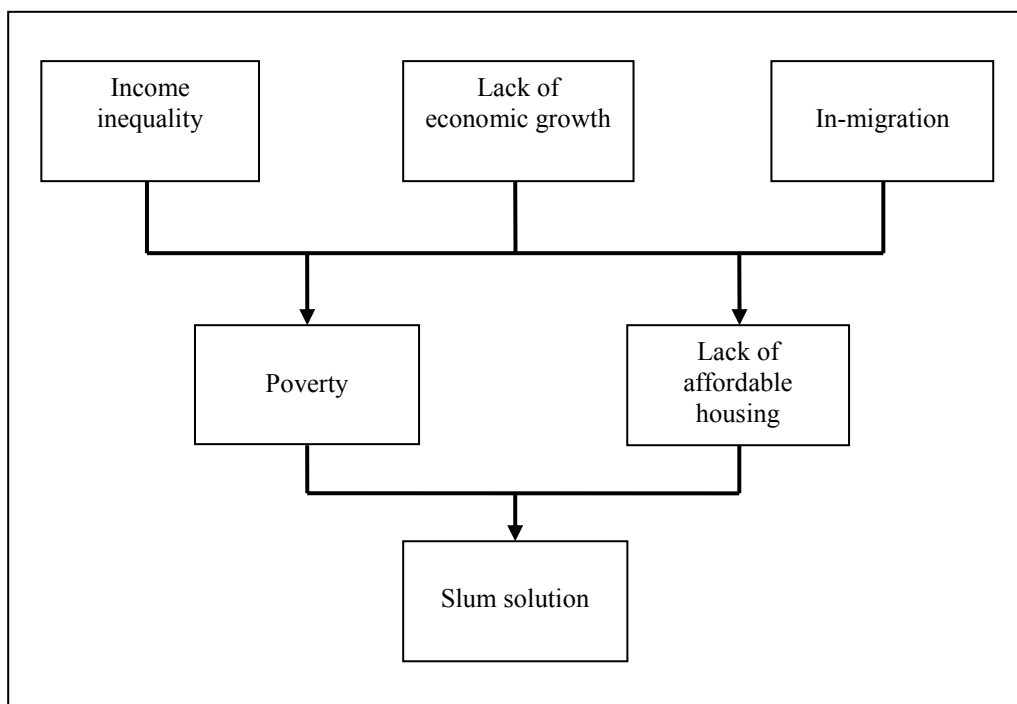 Income
inequality
Lack of
economic growth
In-migration
Poverty
Lack of
affordable
housing
Slum solution